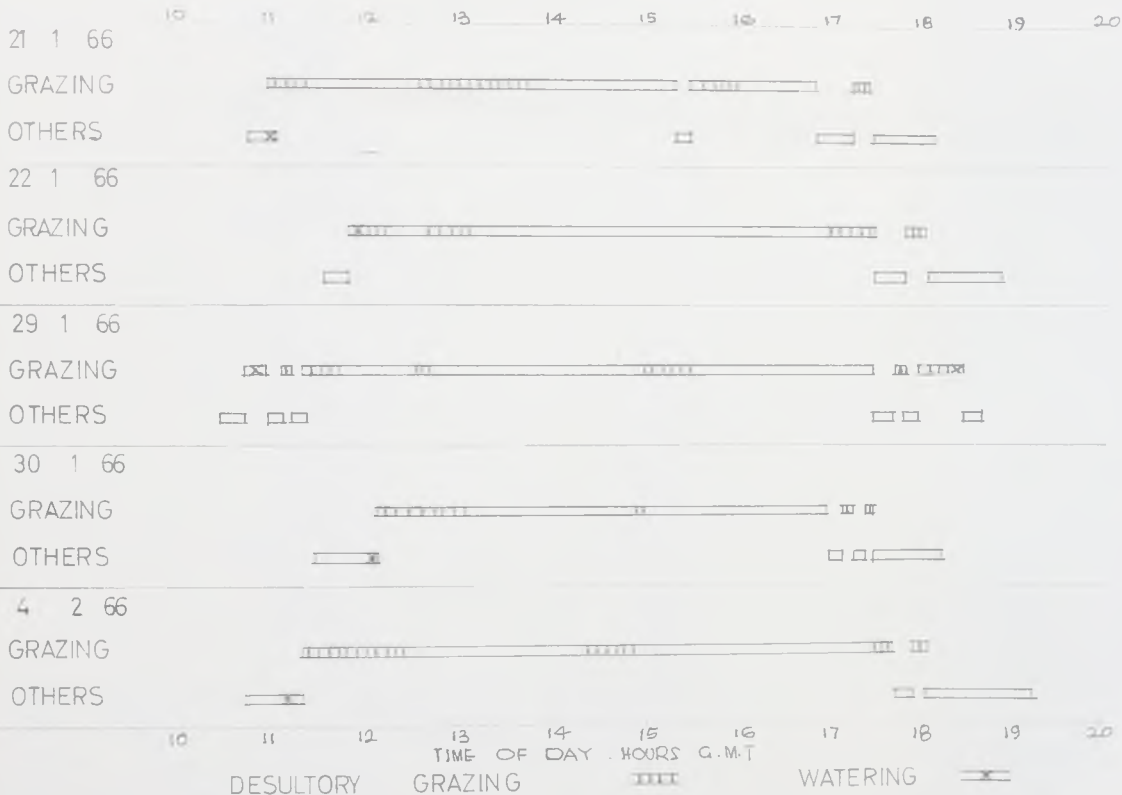 10 11 12 13 14 15 16 17 18 19 20
21 1 66
GRAZING
OTHERS
22 1 66
GRAZING
OTHERS
29 1 66
GRAZING
OTHERS
30 1 66
GRAZING
OTHERS
4 2 66
GRAZING
OTHERS
10 11 12 13 14 15 16 17 18 19 20
TIME OF DAY . HOURS G.M.T
DESULTORY GRAZING WATERING